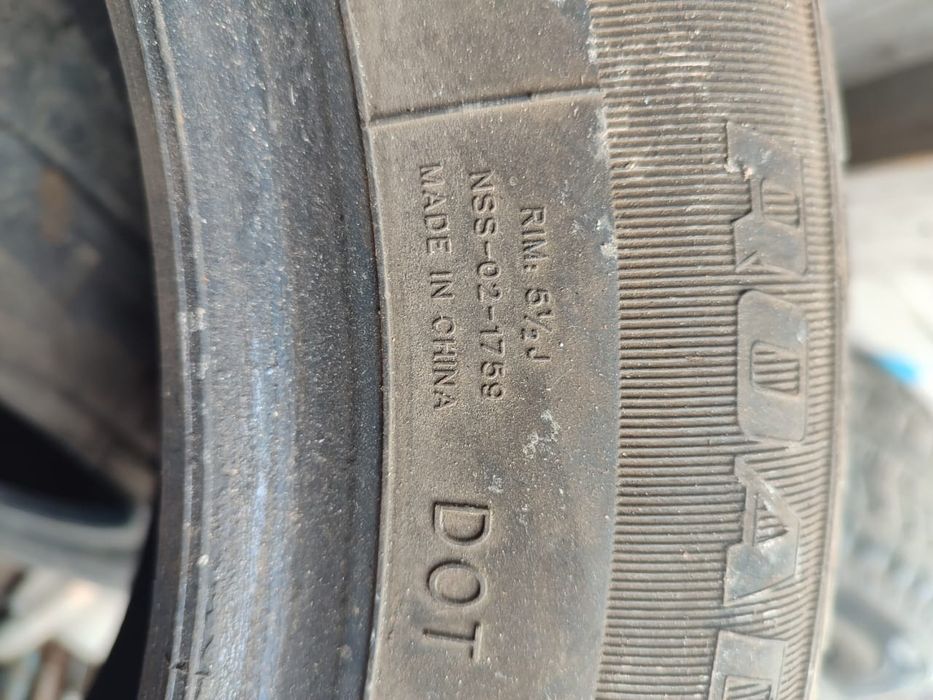 RIM: 5½J
NSS-02-1759
MADE IN CHINA
DOT